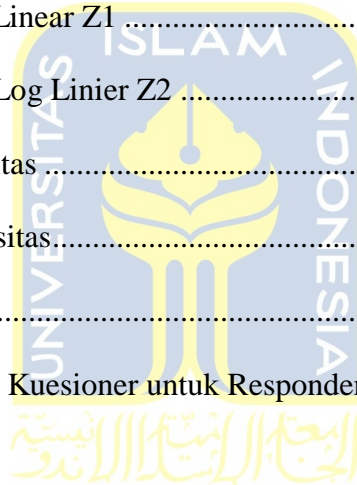 Linear Z1 ....................................
Log Linier Z2 ............................
tas ................................................
sitas...............................................
.....................................................
Kuesioner untuk Responden
UNIVERSITAS
ISLAM
INDONESIA